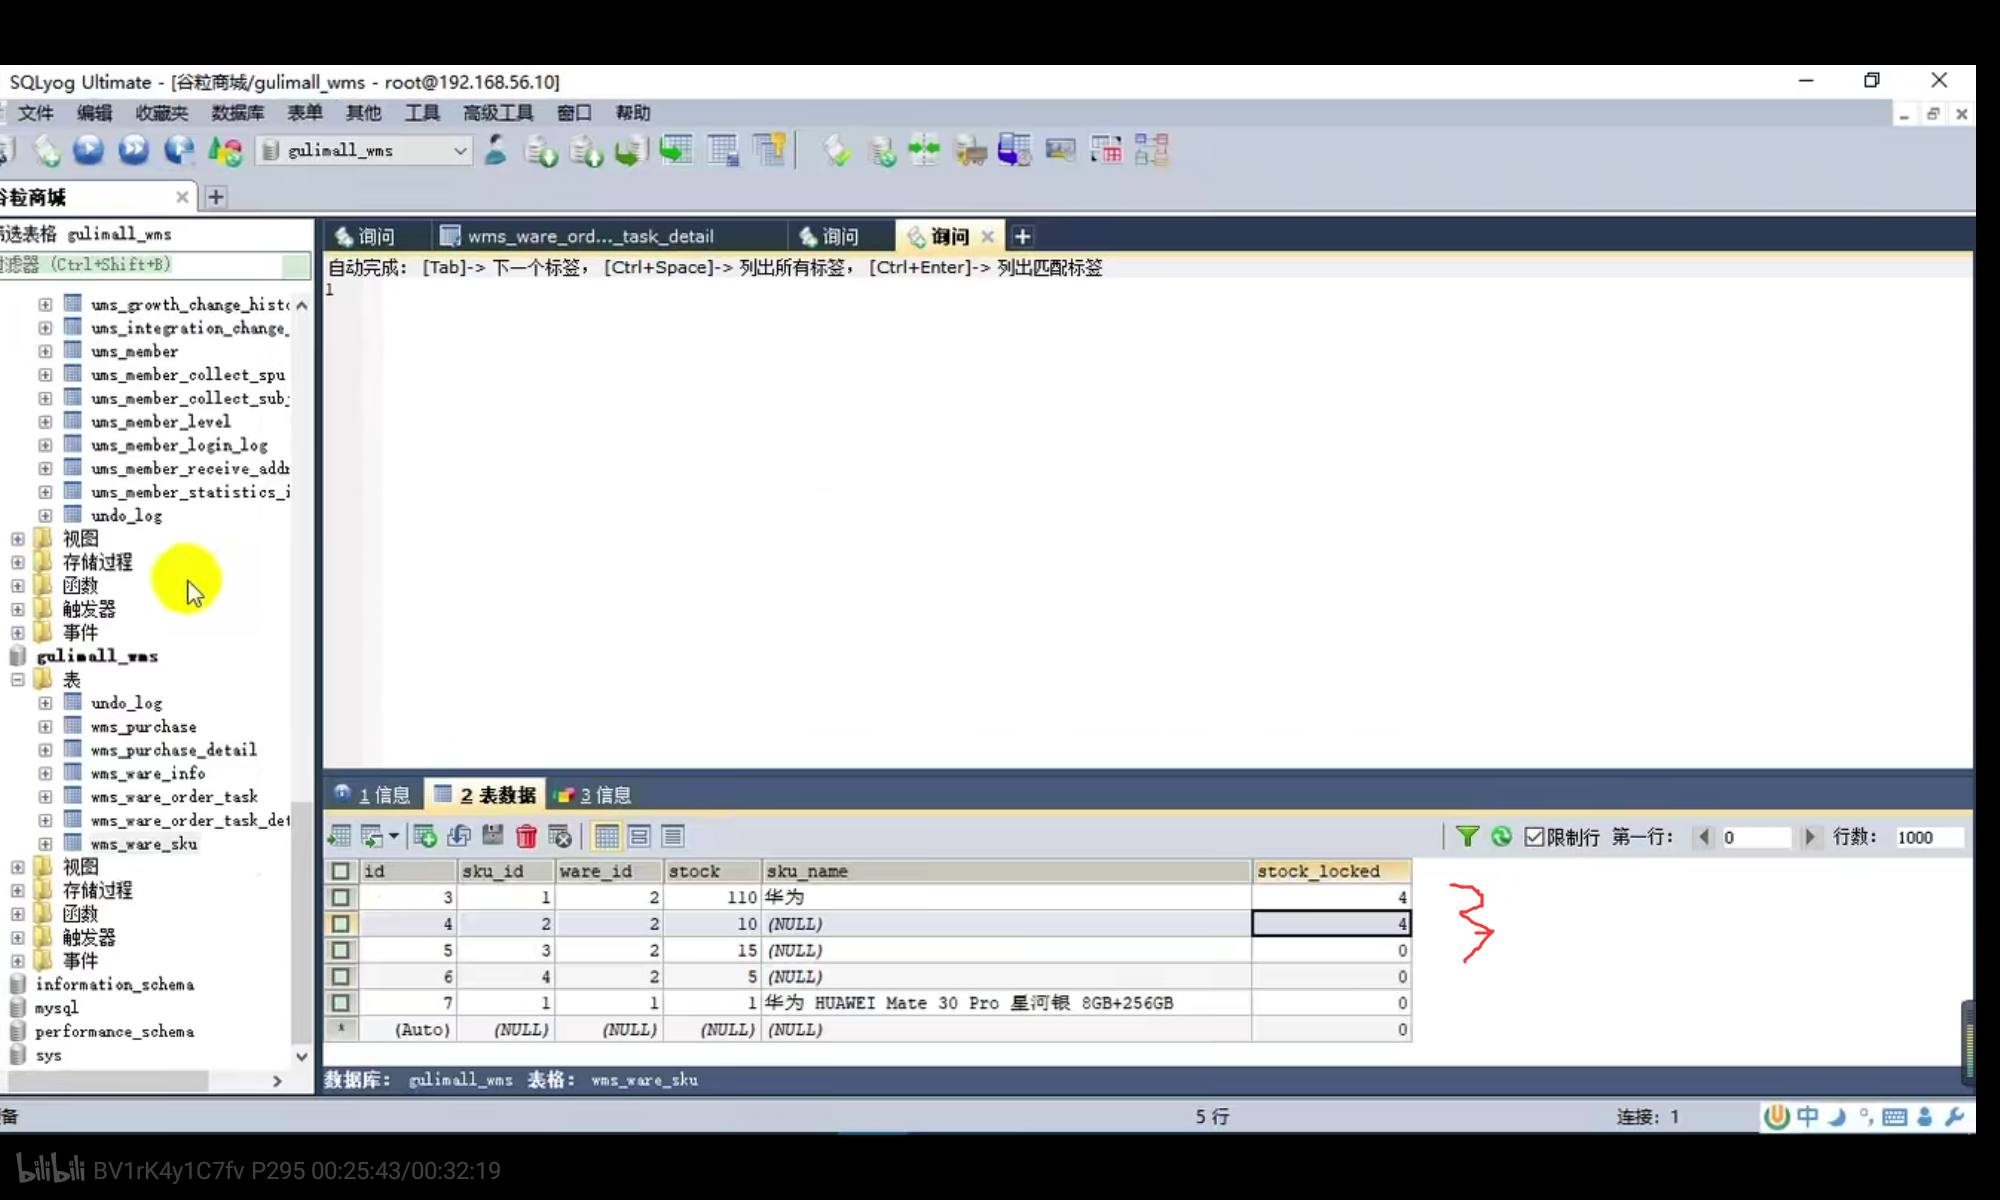 SQLyog Ultimate - [谷粒商城/gulimall_wms - root@192.168.56.10]
文件 编辑 收藏夹 数据库 表单 其他 工具 高级工具 窗口 帮助
gulimall_wms
谷粒商城
筛选表格 gulimall_wms
过滤器 (Ctrl+Shift+B)
ums_growth_change_histo
ums_integration_change_
ums_member
ums_member_collect_spu
ums_member_collect_subj
ums_member_level
ums_member_login_log
ums_member_receive_addr
ums_member_statistics_i
undo_log
视图
存储过程
函数
触发器
事件
gulimall_wms
表
undo_log
wms_purchase
wms_purchase_detail
wms_ware_info
wms_ware_order_task
wms_ware_order_task_det
wms_ware_sku
视图
存储过程
函数
触发器
事件
information_schema
mysql
performance_schema
sys
询问 wms_ware_ord..._task_detail 询问 询问
自动完成: [Tab]-> 下一个标签, [Ctrl+Space]-> 列出所有标签, [Ctrl+Enter]-> 列出匹配标签
1
1 信息 2 表数据 3 信息
限制行 第一行: 0 行数: 1000
id sku_id ware_id stock sku_name stock_locked
3 1 2 110 华为 4
4 2 2 10 (NULL) 4
5 3 2 15 (NULL) 0
6 4 2 5 (NULL) 0
7 1 1 1 华为 HUAWEI Mate 30 Pro 星河银 8GB+256GB 0
* (Auto) (NULL) (NULL) (NULL) (NULL) 0
数据库: gulimall_wms 表格: wms_ware_sku
备 5 行 连接: 1
中
bilibili BV1rK4y1C7fv P295 00:25:43/00:32:19